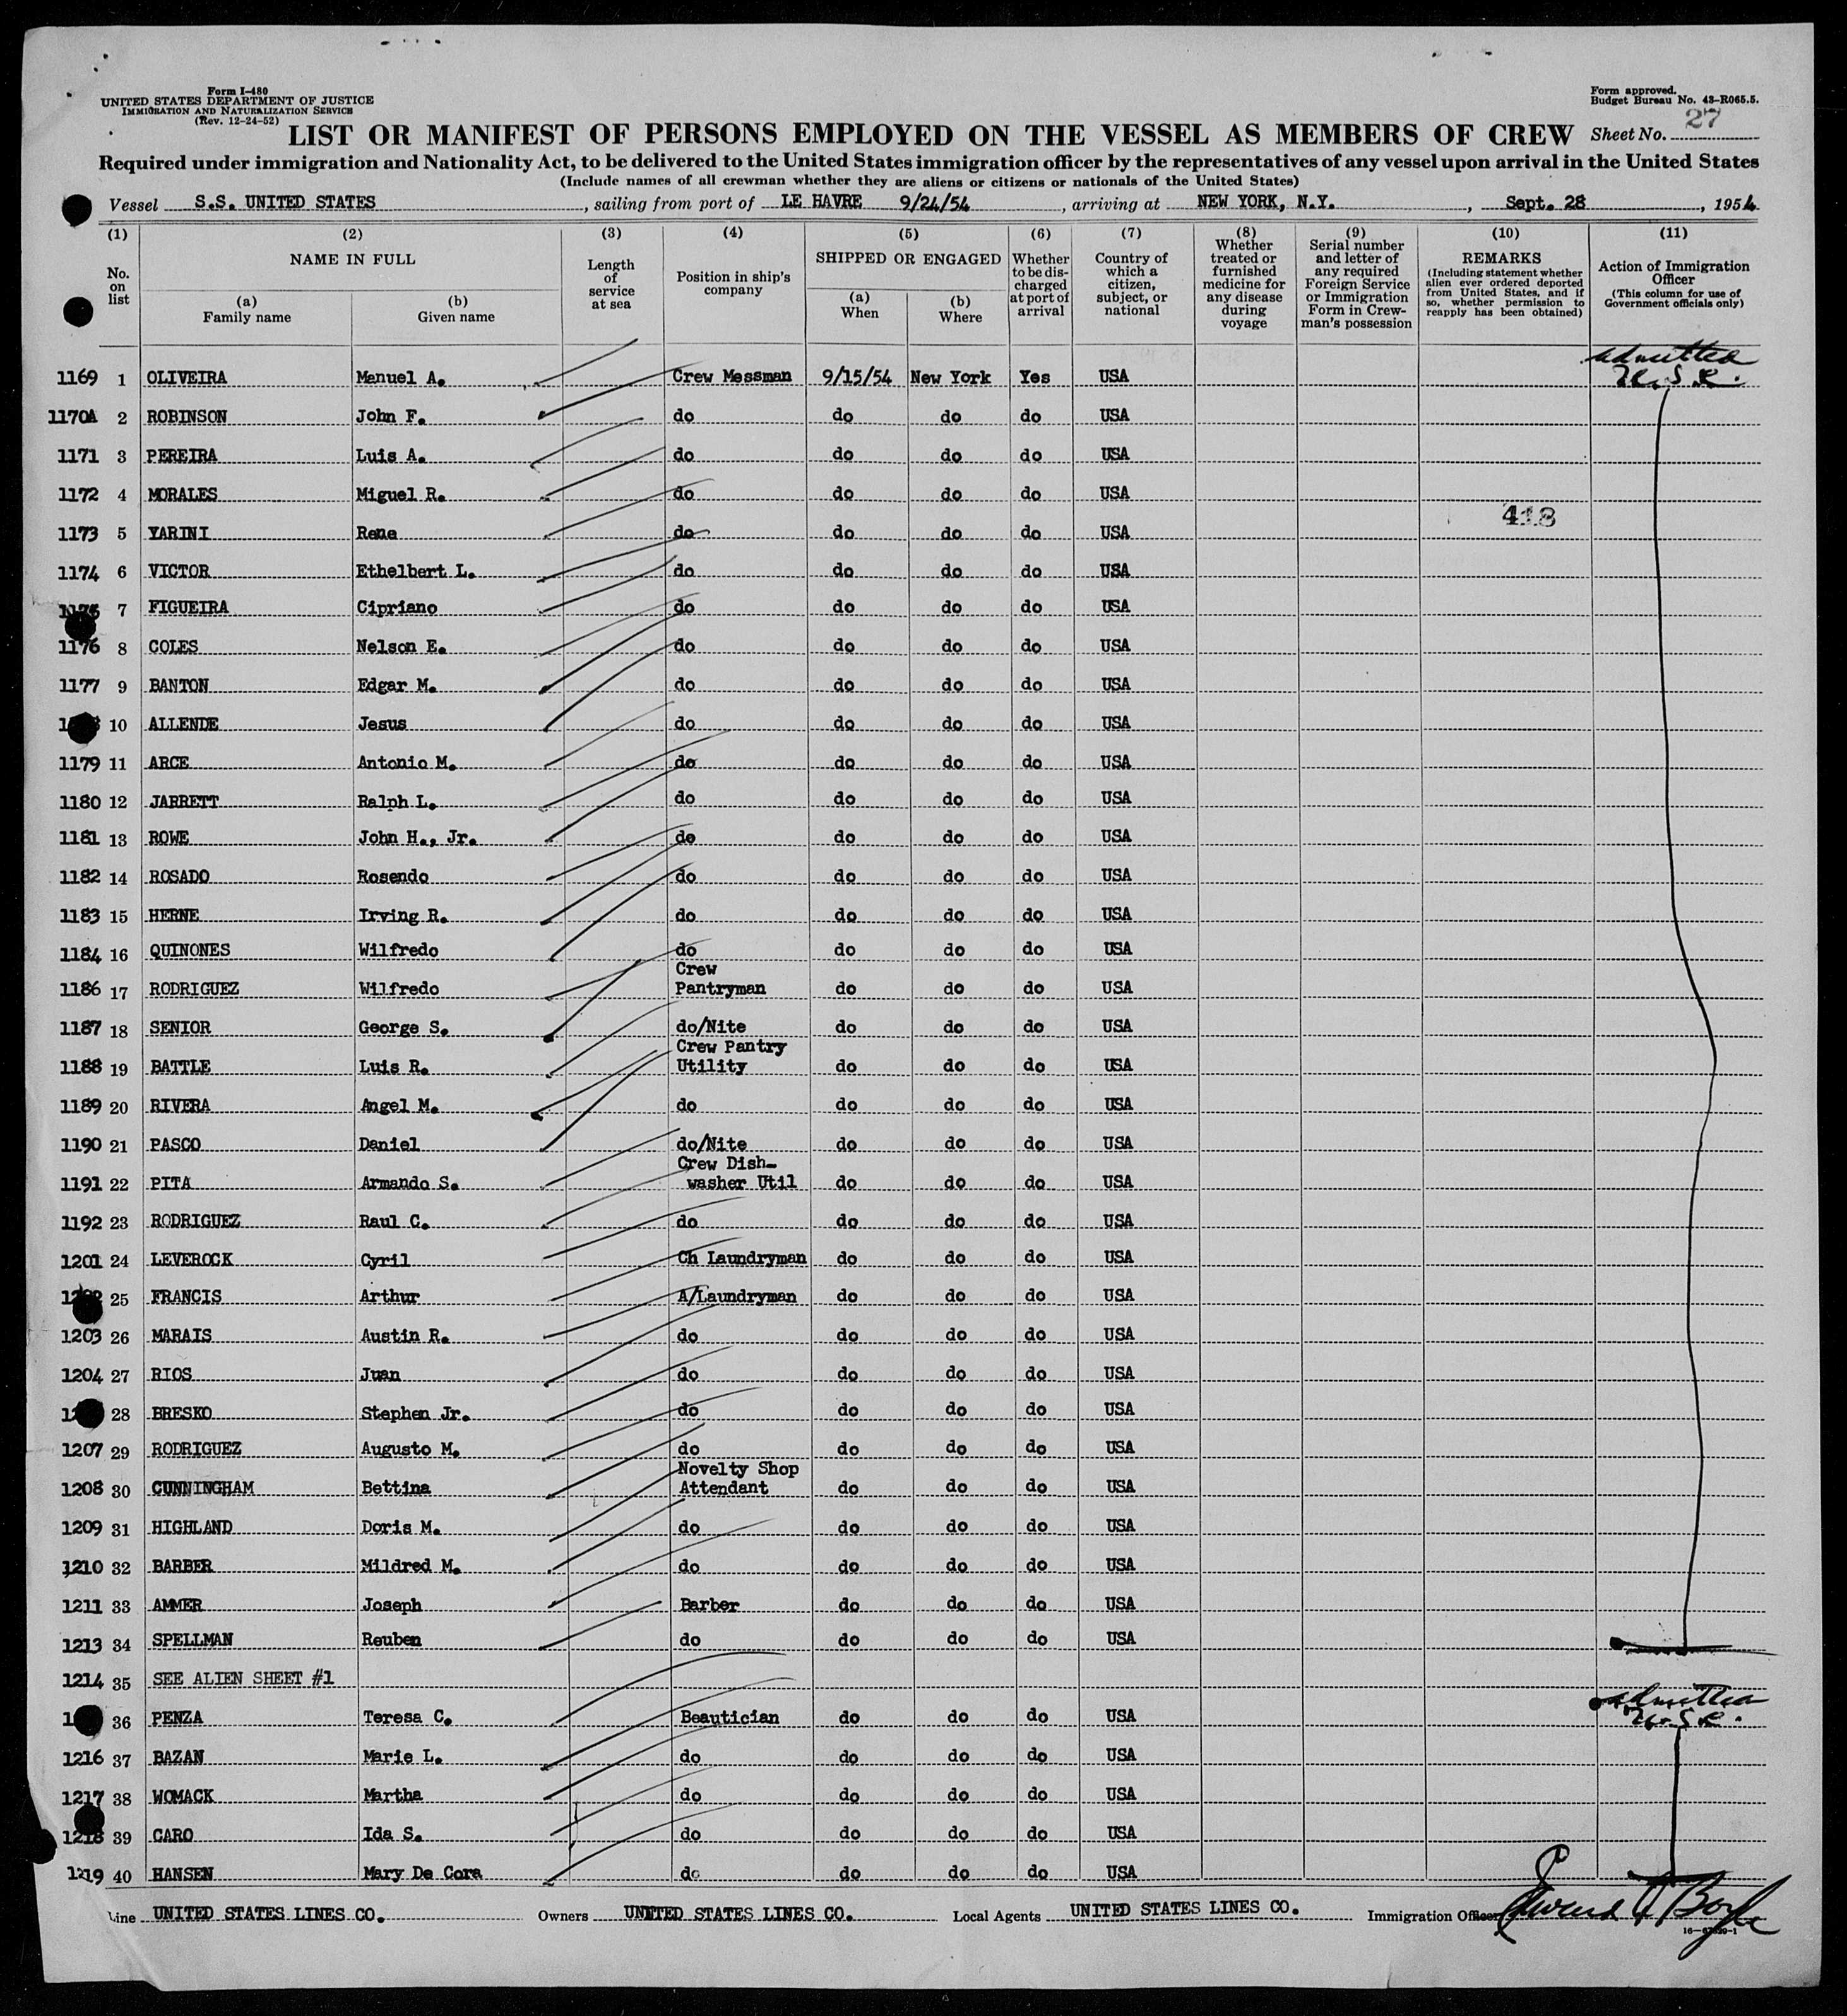 Form I-480
UNITED STATES DEPARTMENT OF JUSTICE
IMMIGRATION AND NATURALIZATION SERVICE
(Rev. 12-24-52)
Form approved.
Budget Bureau No. 43-R065.5.
LIST OR MANIFEST OF PERSONS EMPLOYED ON THE VESSEL AS MEMBERS OF CREW Sheet No. 27
Required under immigration and Nationality Act, to be delivered to the United States immigration officer by the representatives of any vessel upon arrival in the United States
(Include names of all crewman whether they are aliens or citizens or nationals of the United States)
Vessel S.S. UNITED STATES, sailing from port of LE HAVRE 9/24/54, arriving at NEW YORK, N.Y., Sept. 28, 1954
(1) No. on list
(2) NAME IN FULL
(a) Family name
(b) Given name
(3) Length of service at sea
(4) Position in ship's company
(5) SHIPPED OR ENGAGED
(a) When
(b) Where
(6) Whether to be discharged at port of arrival
(7) Country of which a citizen, subject, or national
(8) Whether treated or furnished medicine for any disease during voyage
(9) Serial number and letter of any required Foreign Service or Immigration Form in Crewman's possession
(10) REMARKS (Including statement whether alien ever ordered deported from United States, and if so, whether permission to reapply has been obtained)
(11) Action of Immigration Officer (This column for use of Government officials only)
1169 1 OLIVEIRA Manuel A. Crew Messman 9/15/54 New York Yes USA admitted
1170A 2 ROBINSON John F. do do do do USA
1171 3 PEREIRA Luis A. do do do do USA
1172 4 MORALES Miguel R. do do do do USA
418
1173 5 YARINI Rene do do do do USA
1174 6 VICTOR Ethelbert L. do do do do USA
1175 7 FIGUEIRA Cipriano do do do do USA
1176 8 COLES Nelson E. do do do do USA
1177 9 BANTON Edgar M. do do do do USA
10 ALLENDE Jesus do do do do USA
1179 11 ARCE Antonio M. do do do do USA
1180 12 JARRETT Ralph L. do do do do USA
1181 13 ROWE John H., Jr. do do do do USA
1182 14 ROSADO Rosendo do do do do USA
1183 15 HERNE Irving R. do do do do USA
1184 16 QUINONES Wilfredo do do do do USA
1186 17 RODRIGUEZ Wilfredo Crew Pantryman do do do USA
1187 18 SENIOR George S. do/Nite do do do USA
1188 19 BATTLE Luis R. Crew Pantry Utility do do do USA
1189 20 RIVERA Angel M. do do do do USA
1190 21 PASCO Daniel do/Nite do do do USA
1191 22 PITA Armando S. Crew Dish-washer Util do do do USA
1192 23 RODRIGUEZ Raul C. do do do do USA
1201 24 LEVEROCK Cyril Ch Laundryman do do do USA
25 FRANCIS Arthur A/Laundryman do do do USA
1203 26 MARAIS Austin R. do do do do USA
1204 27 RIOS Juan do do do do USA
28 BRESKO Stephen Jr. do do do do USA
1207 29 RODRIGUEZ Augusto M. do do do do USA
1208 30 CUNNINGHAM Bettina Novelty Shop Attendant do do do USA
1209 31 HIGHLAND Doris M. do do do do USA
1210 32 BARBER Mildred M. do do do do USA
1211 33 AMMER Joseph Barber do do do USA
1213 34 SPELLMAN Reuben do do do do USA
1214 35 SEE ALIEN SHEET #1
36 PENZA Teresa C. Beautician do do do USA admitted
1216 37 BAZAN Marie L. do do do do USA
1217 38 WOMACK Martha do do do do USA
1218 39 CARO Ida S. do do do do USA
1219 40 HANSEN Mary De Cora do do do do USA
Line UNITED STATES LINES CO. Owners UNITED STATES LINES CO. Local Agents UNITED STATES LINES CO. Immigration Officer Boyle